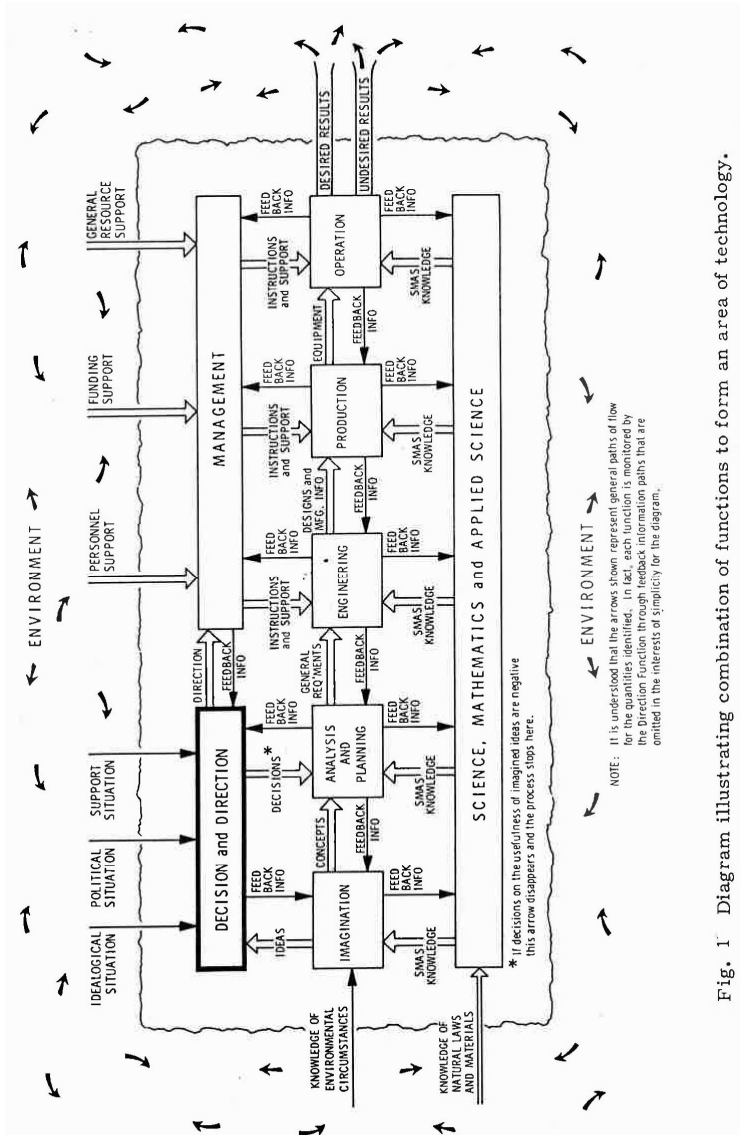 ENVIRONMENT
IDEALOGICAL
SITUATION
POLITICAL
SITUATION
SUPPORT
SITUATION
PERSONNEL
SUPPORT
FUNDING
SUPPORT
GENERAL
RESOURCE
SUPPORT
DECISION and DIRECTION
DIRECTION
FEEDBACK
INFO
MANAGEMENT
IDEAS
FEED
BACK
INFO
DECISIONS *
FEED
BACK
INFO
INSTRUCTIONS
and SUPPORT
FEED
BACK
INFO
INSTRUCTIONS
and SUPPORT
FEED
BACK
INFO
INSTRUCTIONS
and SUPPORT
FEED
BACK
INFO
KNOWLEDGE OF
ENVIRONMENTAL
CIRCUMSTANCES
IMAGINATION
CONCEPTS
FEEDBACK
INFO
ANALYSIS
AND
PLANNING
GENERAL
REQ'MENTS
FEEDBACK
INFO
ENGINEERING
DESIGNS and
MFG. INFO
FEEDBACK
INFO
PRODUCTION
EQUIPMENT
FEEDBACK
INFO
OPERATION
DESIRED RESULTS
UNDESIRED RESULTS
SMAS
KNOWLEDGE
FEED
BACK
INFO
SMAS
KNOWLEDGE
FEED
BACK
INFO
SMAS
KNOWLEDGE
FEED
BACK
INFO
SMAS
KNOWLEDGE
FEED
BACK
INFO
SMAS
KNOWLEDGE
FEED
BACK
INFO
KNOWLEDGE OF
NATURAL LAWS
AND MATERIALS
SCIENCE, MATHEMATICS and APPLIED SCIENCE
* If decisions on the usefulness of imagined ideas are negative
this arrow disappears and the process stops here.
ENVIRONMENT
NOTE: It is understood that the arrows shown represent general paths of flow
for the quantities identified. In fact, each function is monitored by
the Direction Function through feedback information paths that are
omitted in the interests of simplicity for the diagram.
Fig. 1 Diagram illustrating combination of functions to form an area of technology.